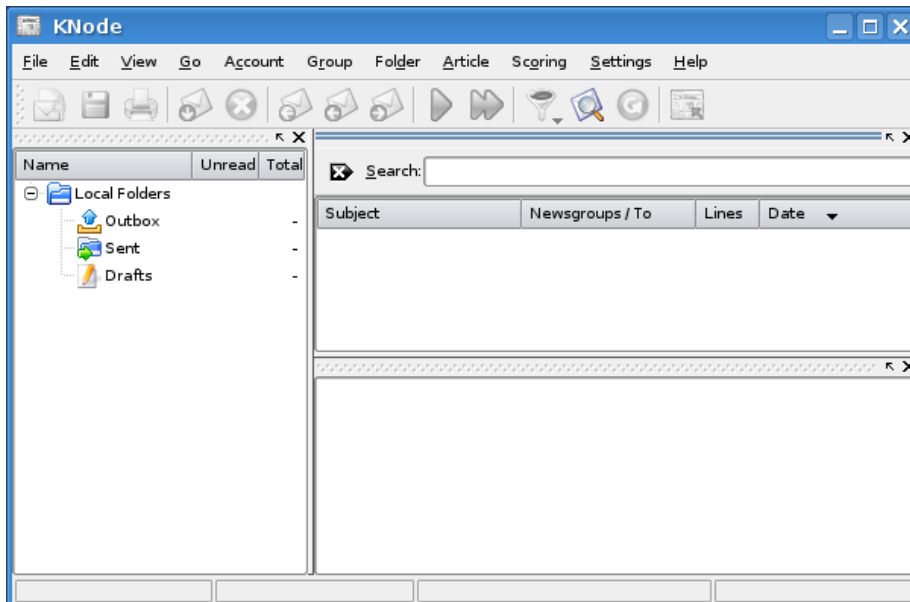 KNode
File Edit View Go Account Group Folder Article Scoring Settings Help
Name Unread Total
Search:
Local Folders
Subject Newsgroups / To Lines Date
Outbox -
Sent -
Drafts -